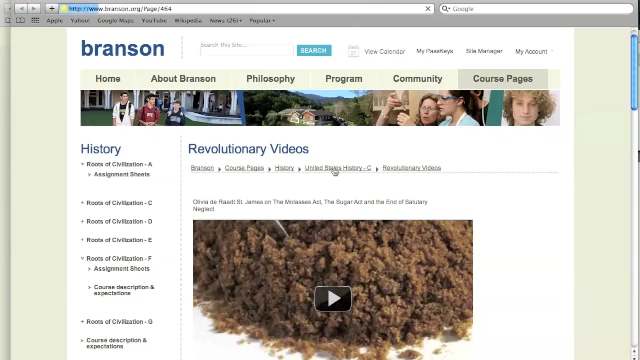 http://www.branson.org/Page/464
Google
Apple Yahoo! Google Maps YouTube Wikipedia News (26) Popular
branson
Search this Site...
SEARCH
View Calendar
My PassKeys
Site Manager
My Account
Home
About Branson
Philosophy
Program
Community
Course Pages
History
Roots of Civilization - A
Assignment Sheets
Roots of Civilization - C
Roots of Civilization - D
Roots of Civilization - E
Roots of Civilization - F
Assignment Sheets
Course description &
expectations
Roots of Civilization - G
Course description &
expectations
Revolutionary Videos
Branson Course Pages History United States History - C Revolutionary Videos
Olivia de Raadt St. James on The Molasses Act, The Sugar Act and the End of Salutary
Neglect